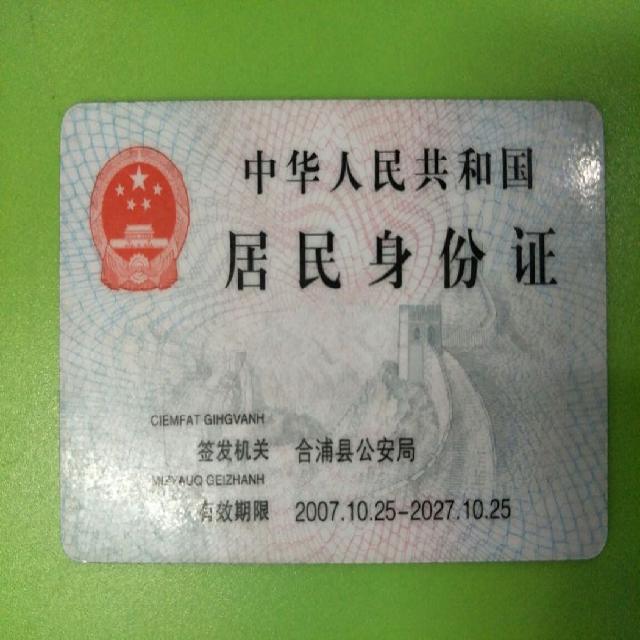 中华人民共和国
居民身份证
CIEMFAT GIHGVANH
签发机关 合浦县公安局
MIZYAUQ GEIZHANH
有效期限 2007.10.25-2027.10.25